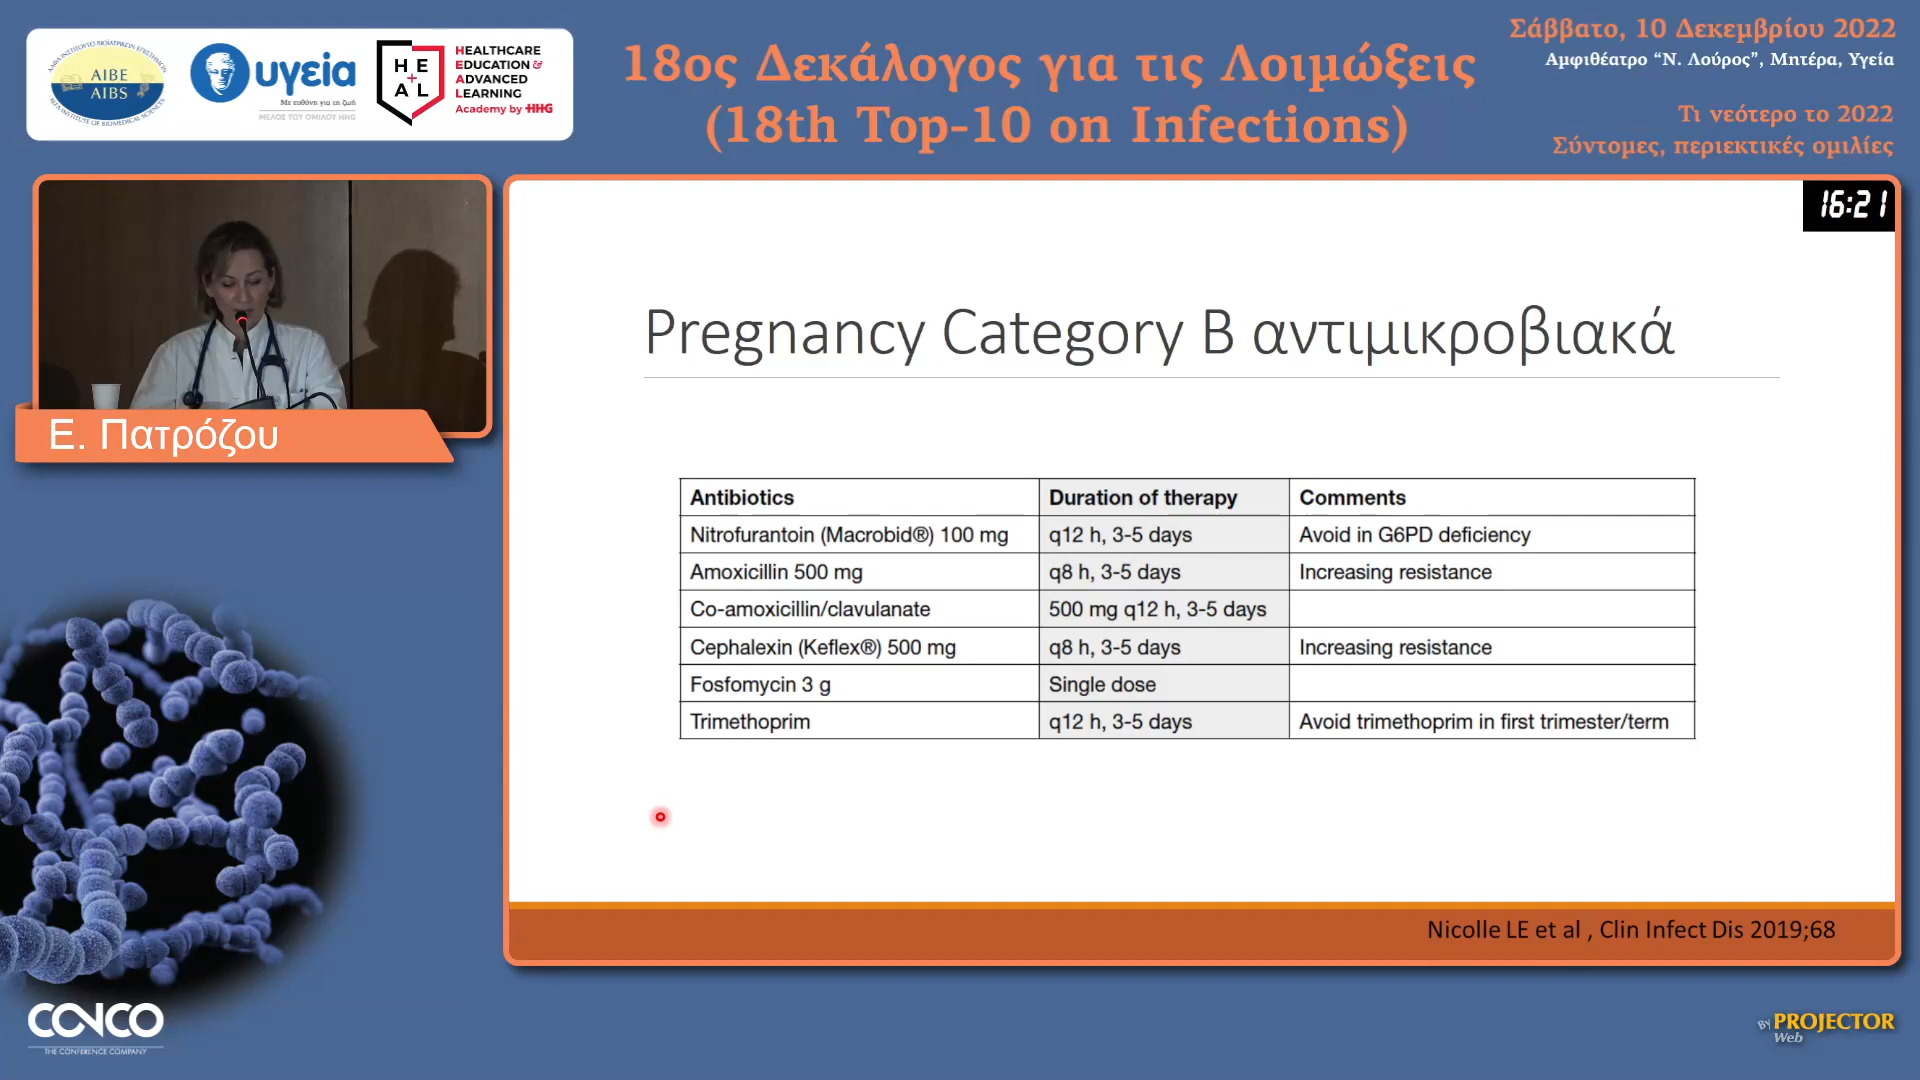 ΑΙΒΕ
AIBS
υγεία
Με ευθύνη για τη ζωή
ΜΕΛΟΣ ΤΟΥ ΟΜΙΛΟΥ HHG
HE
+
AL
HEALTHCARE
EDUCATION &
ADVANCED
LEARNING
Academy by HHG
18ος Δεκάλογος για τις Λοιμώξεις
(18th Top-10 on Infections)
Σάββατο, 10 Δεκεμβρίου 2022
Αμφιθέατρο “Ν. Λούρος”, Μητέρα, Υγεία
Τι νεότερο το 2022
Σύντομες, περιεκτικές ομιλίες
16:21
Ε. Πατρόζου
Pregnancy Category B αντιμικροβιακά
Antibiotics Duration of therapy Comments
Nitrofurantoin (Macrobid®) 100 mg q12 h, 3-5 days Avoid in G6PD deficiency
Amoxicillin 500 mg q8 h, 3-5 days Increasing resistance
Co-amoxicillin/clavulanate 500 mg q12 h, 3-5 days
Cephalexin (Keflex®) 500 mg q8 h, 3-5 days Increasing resistance
Fosfomycin 3 g Single dose
Trimethoprim q12 h, 3-5 days Avoid trimethoprim in first trimester/term
Nicolle LE et al , Clin Infect Dis 2019;68
CONCO
THE CONFERENCE COMPANY
By PROJECTOR
Web